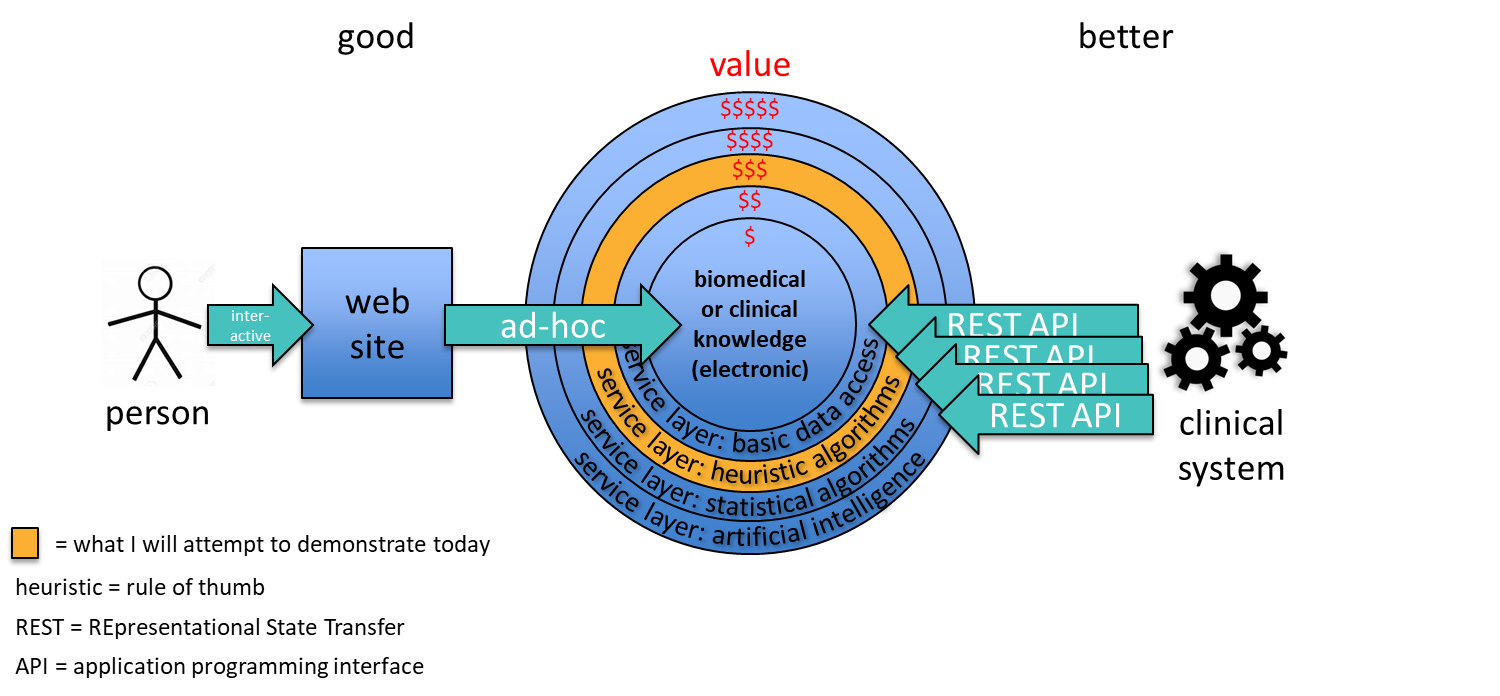 good
better
value
$$$$$
$$$$
$$$
$$
$
biomedical
or clinical
knowledge
(electronic)
inter-
active
web
site
ad-hoc
person
REST API
REST API
REST API
REST API
clinical
system
service layer: basic data access
service layer: heuristic algorithms
service layer: statistical algorithms
service layer: artificial intelligence
= what I will attempt to demonstrate today
heuristic = rule of thumb
REST = REpresentational State Transfer
API = application programming interface